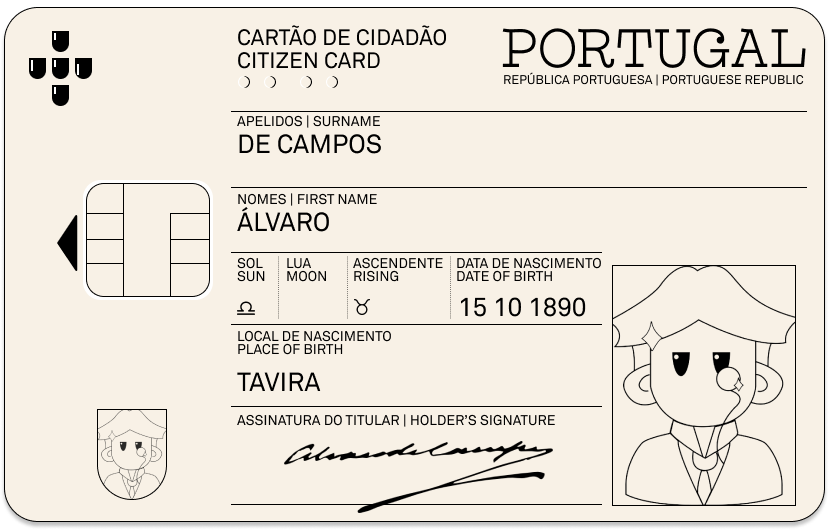 CARTÃO DE CIDADÃO
CITIZEN CARD
PORTUGAL
REPÚBLICA PORTUGUESA | PORTUGUESE REPUBLIC
APELIDOS | SURNAME
DE CAMPOS
NOMES | FIRST NAME
ÁLVARO
SOL
SUN
♎
LUA
MOON
ASCENDENTE
RISING
♉
DATA DE NASCIMENTO
DATE OF BIRTH
15 10 1890
LOCAL DE NASCIMENTO
PLACE OF BIRTH
TAVIRA
ASSINATURA DO TITULAR | HOLDER'S SIGNATURE
Alvaro de Campos